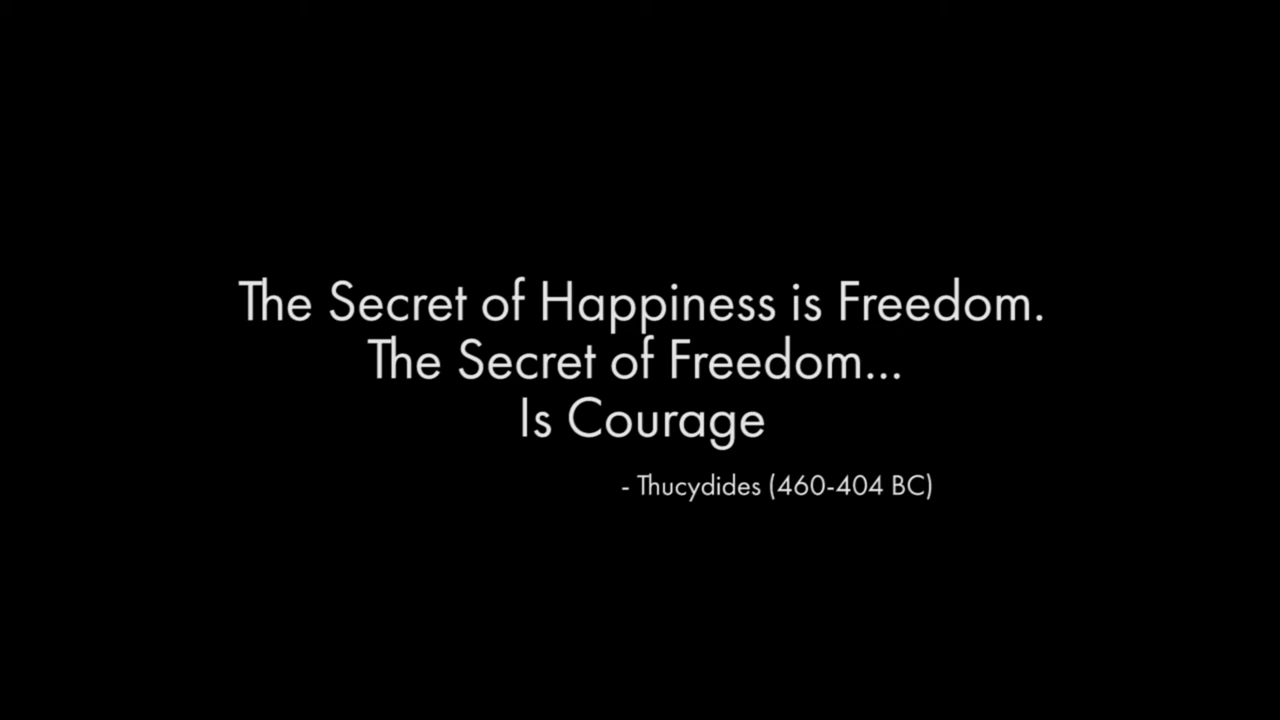 The Secret of Happiness is Freedom.
The Secret of Freedom...
Is Courage
- Thucydides (460-404 BC)